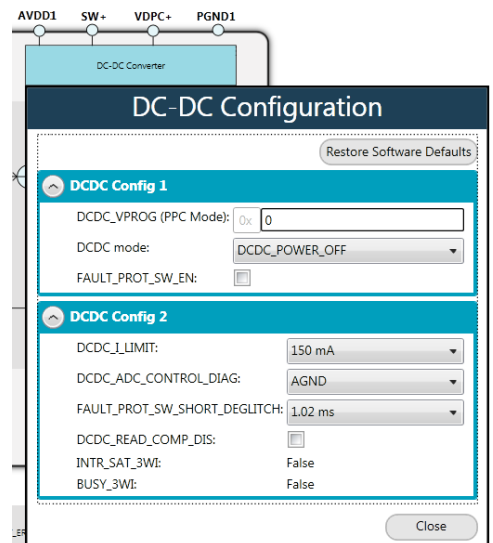 AVDD1 SW+ VDPC+ PGND1
DC-DC Converter
DC-DC Configuration
Restore Software Defaults
DCDC Config 1
DCDC_VPROG (PPC Mode): 0x 0
DCDC mode: DCDC_POWER_OFF
FAULT_PROT_SW_EN:
DCDC Config 2
DCDC_I_LIMIT: 150 mA
DCDC_ADC_CONTROL_DIAG: AGND
FAULT_PROT_SW_SHORT_DEGLITCH: 1.02 ms
DCDC_READ_COMP_DIS:
INTR_SAT_3WI: False
BUSY_3WI: False
Close